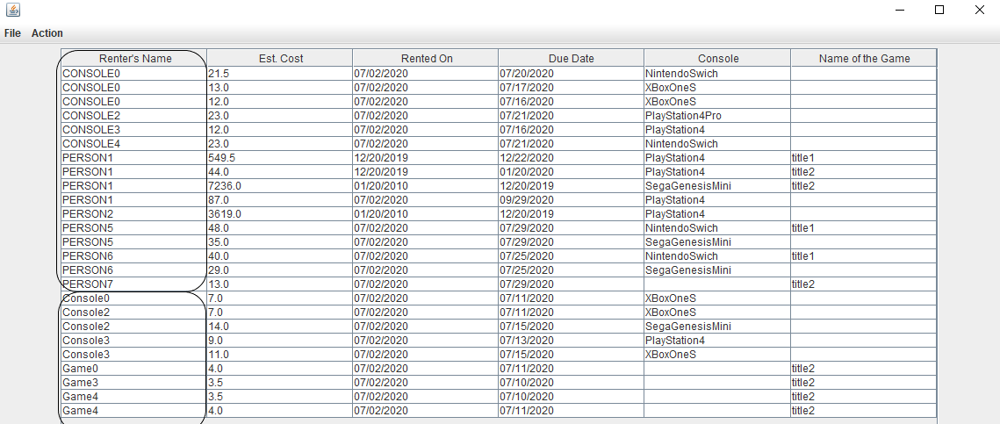 File Action
Renter's Name Est. Cost Rented On Due Date Console Name of the Game
CONSOLE0 21.5 07/02/2020 07/20/2020 NintendoSwich
CONSOLE0 13.0 07/02/2020 07/17/2020 XBoxOneS
CONSOLE0 12.0 07/02/2020 07/16/2020 XBoxOneS
CONSOLE2 23.0 07/02/2020 07/21/2020 PlayStation4Pro
CONSOLE3 12.0 07/02/2020 07/16/2020 PlayStation4
CONSOLE4 23.0 07/02/2020 07/21/2020 NintendoSwich
PERSON1 549.5 12/20/2019 12/22/2020 PlayStation4 title1
PERSON1 44.0 12/20/2019 01/20/2020 PlayStation4 title2
PERSON1 7236.0 01/20/2010 12/20/2019 SegaGenesisMini title2
PERSON1 87.0 07/02/2020 09/29/2020 PlayStation4
PERSON2 3619.0 01/20/2010 12/20/2019 PlayStation4
PERSON5 48.0 07/02/2020 07/29/2020 NintendoSwich title1
PERSON5 35.0 07/02/2020 07/29/2020 SegaGenesisMini
PERSON6 40.0 07/02/2020 07/25/2020 NintendoSwich title1
PERSON6 29.0 07/02/2020 07/25/2020 SegaGenesisMini
PERSON7 13.0 07/02/2020 07/29/2020 title2
Console0 7.0 07/02/2020 07/11/2020 XBoxOneS
Console2 7.0 07/02/2020 07/11/2020 XBoxOneS
Console2 14.0 07/02/2020 07/15/2020 SegaGenesisMini
Console3 9.0 07/02/2020 07/13/2020 PlayStation4
Console3 11.0 07/02/2020 07/15/2020 XBoxOneS
Game0 4.0 07/02/2020 07/11/2020 title2
Game3 3.5 07/02/2020 07/10/2020 title2
Game4 3.5 07/02/2020 07/10/2020 title2
Game4 4.0 07/02/2020 07/11/2020 title2